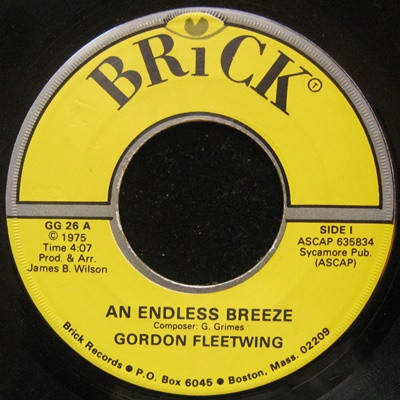 BRiCK
GG 26 A
© 1975
Time 4:07
Prod. & Arr.
James B. Wilson
SIDE I
ASCAP 635834
Sycamore Pub.
(ASCAP)
AN ENDLESS BREEZE
Composer: G. Grimes
GORDON FLEETWING
Brick Records • P.O. Box 6045 • Boston, Mass. 02209